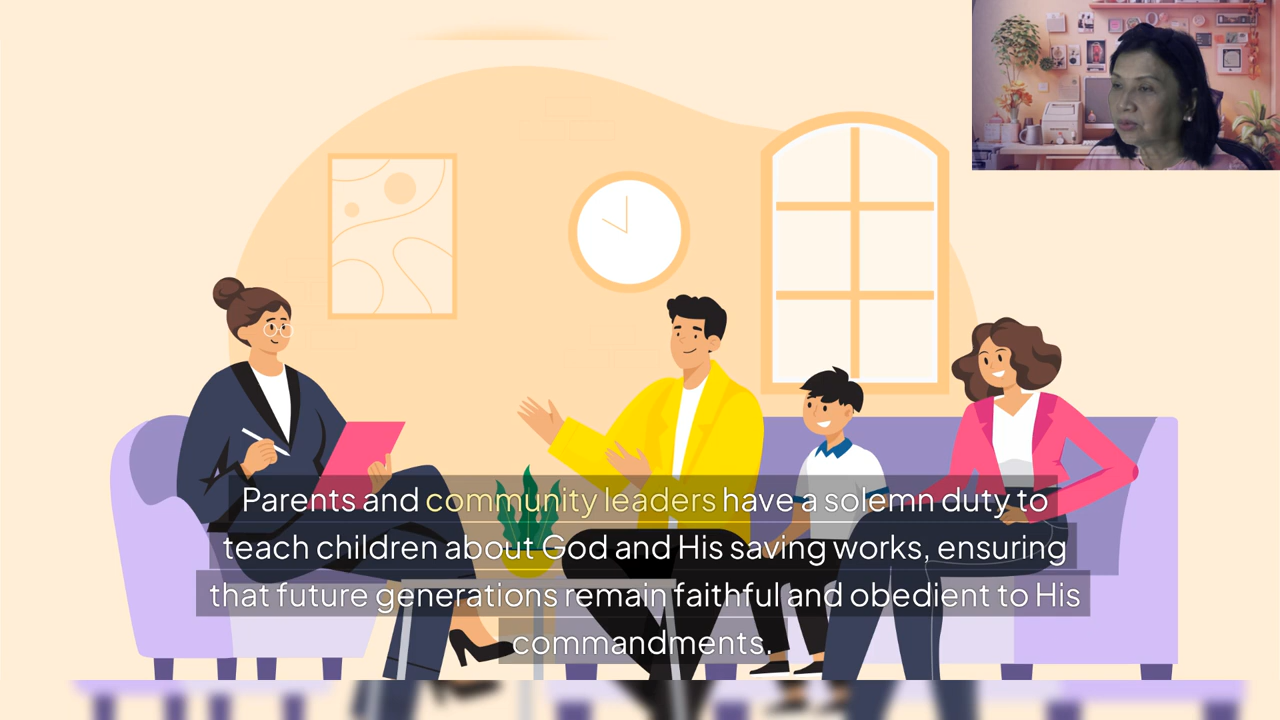 Parents and community leaders have a solemn duty to
teach children about God and His saving works, ensuring
that future generations remain faithful and obedient to His
commandments.